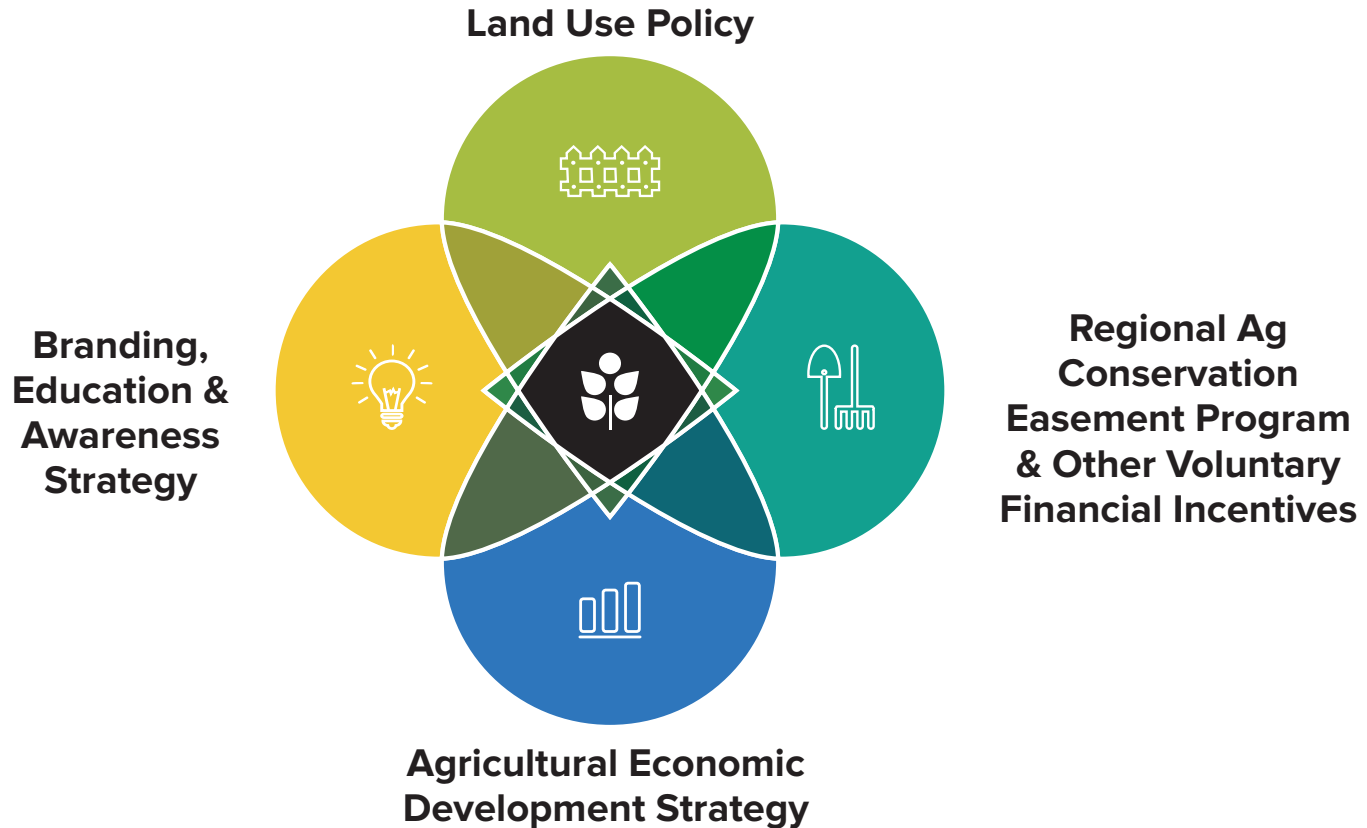 Land Use Policy
Branding,
Education &
Awareness
Strategy
Regional Ag
Conservation
Easement Program
& Other Voluntary
Financial Incentives
Agricultural Economic
Development Strategy